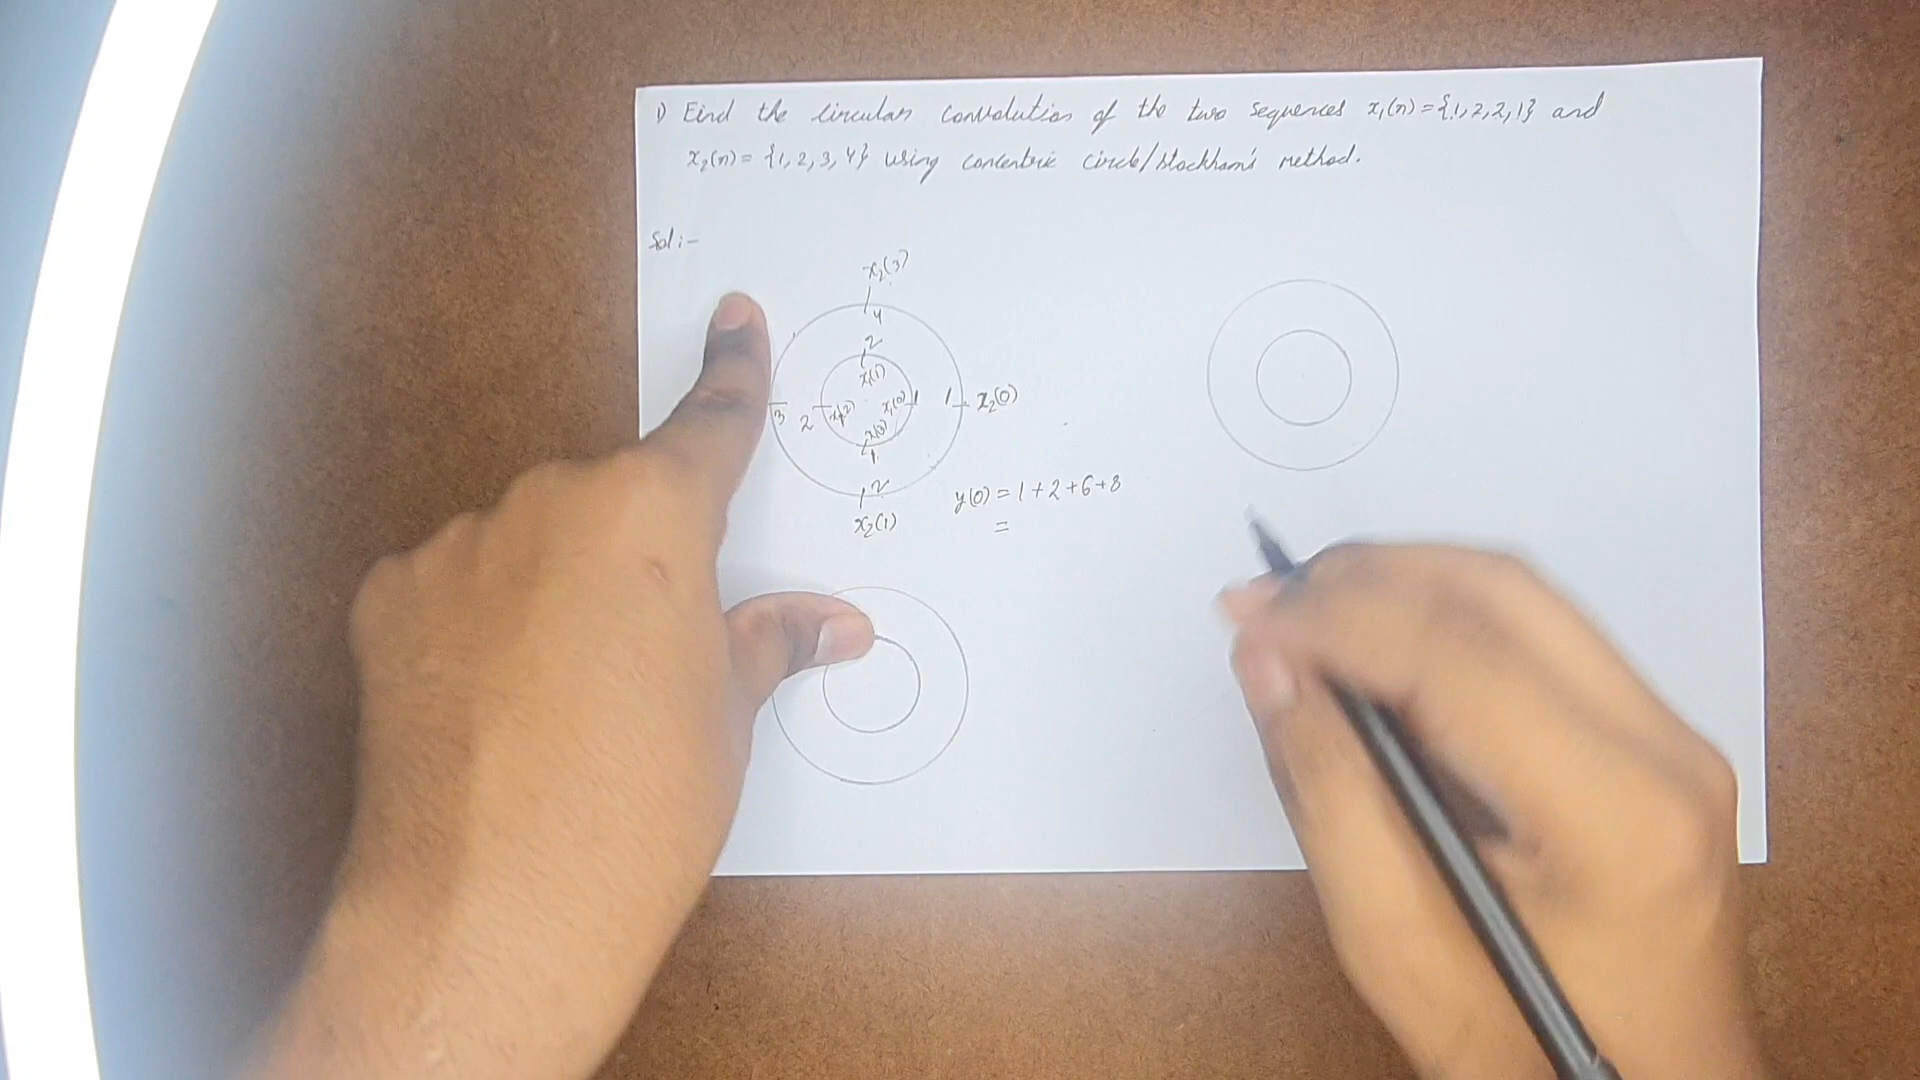 1) Find the circular convolution of the two sequences x₁(n)={1,2,2,1} and
x₂(n)= {1, 2, 3, 4} using concentric circle/stockham's method.
Sol:-
x₂(3)
4
2
x₁(1)
3 2 x₁(2) x₁(0) 1 1 x₂(0)
x₁(3)
1
2
x₂(1)
y(0) = 1+2+6+8
=